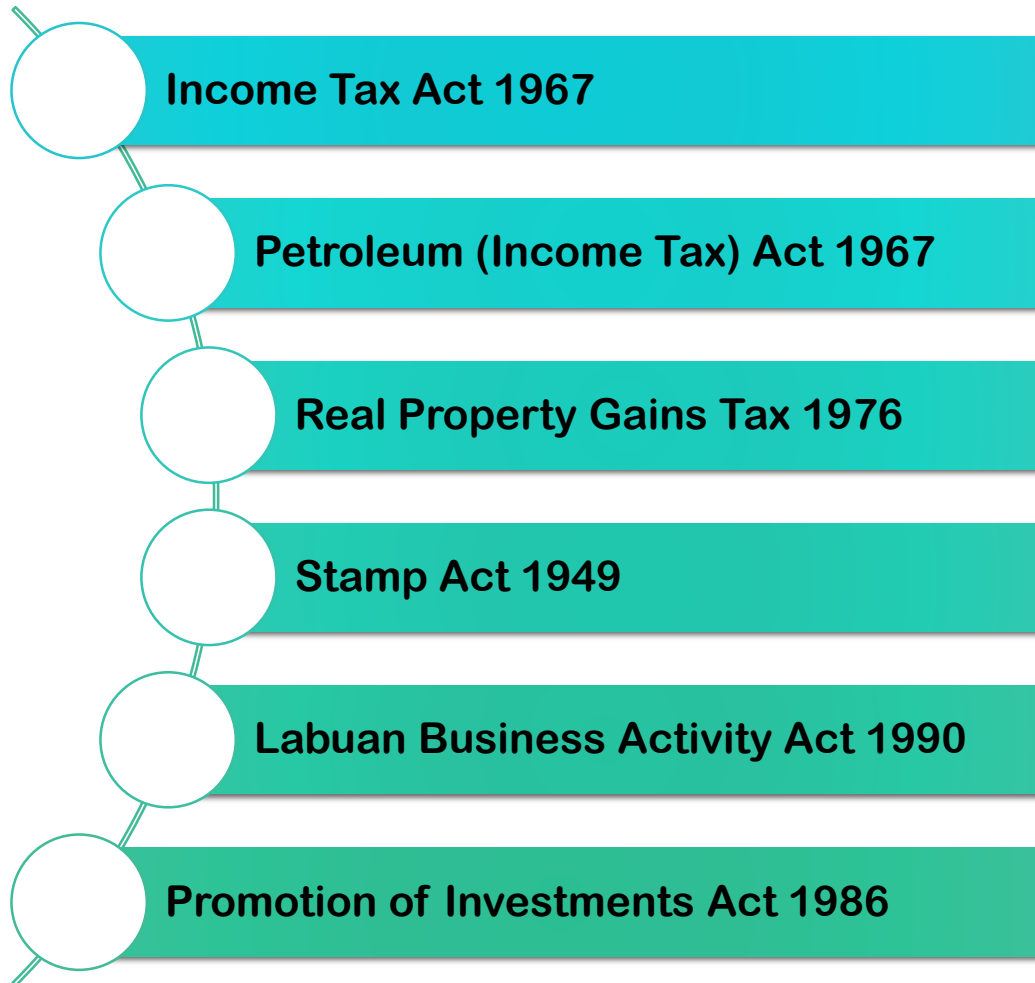 Income Tax Act 1967
Petroleum (Income Tax) Act 1967
Real Property Gains Tax 1976
Stamp Act 1949
Labuan Business Activity Act 1990
Promotion of Investments Act 1986